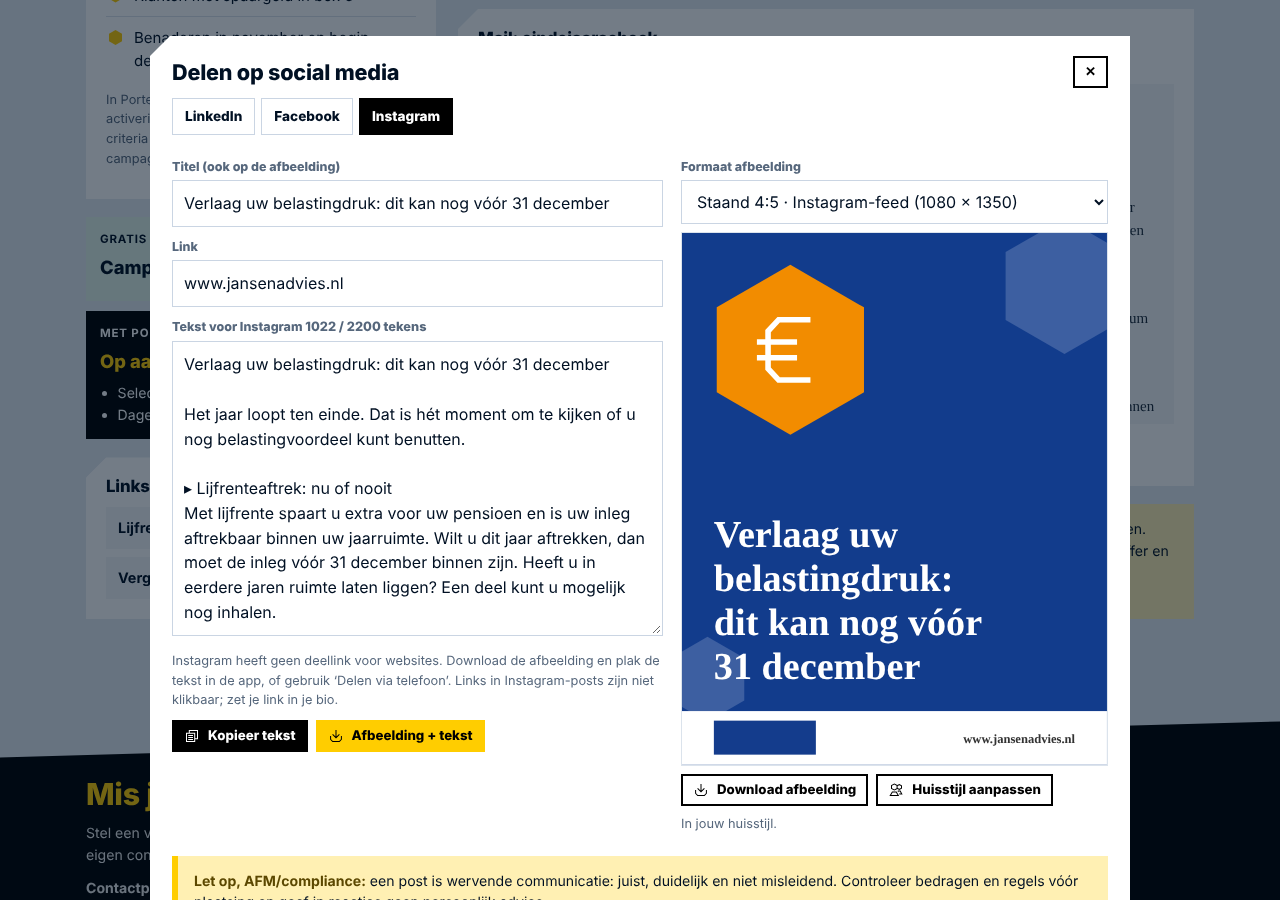 Klanten met spaargeld in box 3
Benaderen in november en begin
de
In Porte
activeri
criteria
campag
GRATIS
Camp
MET PO
Op aa
Selec
Dage
Links
Lijfre
Verg
Mis j
Stel een v
eigen con
Contactp
Delen op social media
×
LinkedIn
Facebook
Instagram
Titel (ook op de afbeelding)
Verlaag uw belastingdruk: dit kan nog vóór 31 december
Link
www.jansenadvies.nl
Tekst voor Instagram 1022 / 2200 tekens
Verlaag uw belastingdruk: dit kan nog vóór 31 december
Het jaar loopt ten einde. Dat is hét moment om te kijken of u
nog belastingvoordeel kunt benutten.
▸ Lijfrenteaftrek: nu of nooit
Met lijfrente spaart u extra voor uw pensioen en is uw inleg
aftrekbaar binnen uw jaarruimte. Wilt u dit jaar aftrekken, dan
moet de inleg vóór 31 december binnen zijn. Heeft u in
eerdere jaren ruimte laten liggen? Een deel kunt u mogelijk
nog inhalen.
Instagram heeft geen deellink voor websites. Download de afbeelding en plak de
tekst in de app, of gebruik ‘Delen via telefoon’. Links in Instagram-posts zijn niet
klikbaar; zet je link in je bio.
Kopieer tekst
Afbeelding + tekst
Formaat afbeelding
Staand 4:5 · Instagram-feed (1080 × 1350)
€
Verlaag uw
belastingdruk:
dit kan nog vóór
31 december
www.jansenadvies.nl
Download afbeelding
Huisstijl aanpassen
In jouw huisstijl.
Let op, AFM/compliance: een post is wervende communicatie: juist, duidelijk en niet misleidend. Controleer bedragen en regels vóór